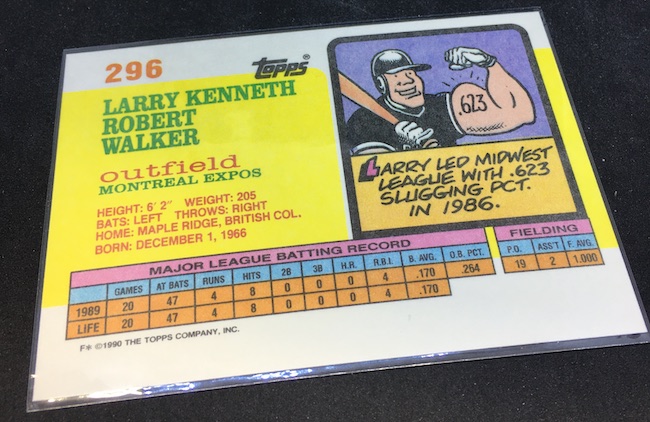 296
Topps®
LARRY KENNETH
ROBERT
WALKER
outfield
MONTREAL EXPOS
HEIGHT: 6' 2" WEIGHT: 205
BATS: LEFT THROWS: RIGHT
HOME: MAPLE RIDGE, BRITISH COL.
BORN: DECEMBER 1, 1966
623
LARRY LED MIDWEST
LEAGUE WITH .623
SLUGGING PCT.
IN 1986.
MAJOR LEAGUE BATTING RECORD
GAMES AT BATS RUNS HITS 2B 3B H.R. R.B.I. B. AVG. O.B. PCT.
1989 20 47 4 8 0 0 0 4 .170 .264
LIFE 20 47 4 8 0 0 0 4 .170
FIELDING
P.O. ASS'T F. AVG.
19 2 1.000
F* ©1990 THE TOPPS COMPANY, INC.